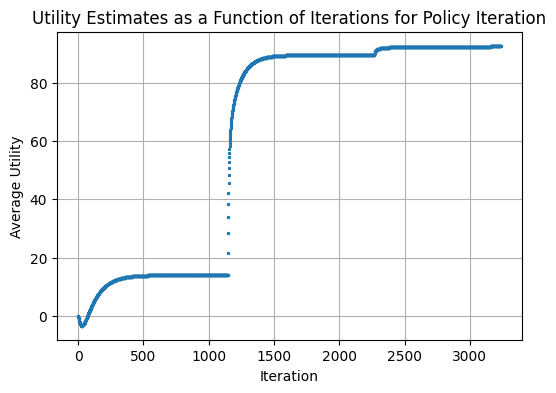 Utility Estimates as a Function of Iterations for Policy Iteration
80
60
40
20
0
Average Utility
0 500 1000 1500 2000 2500 3000
Iteration